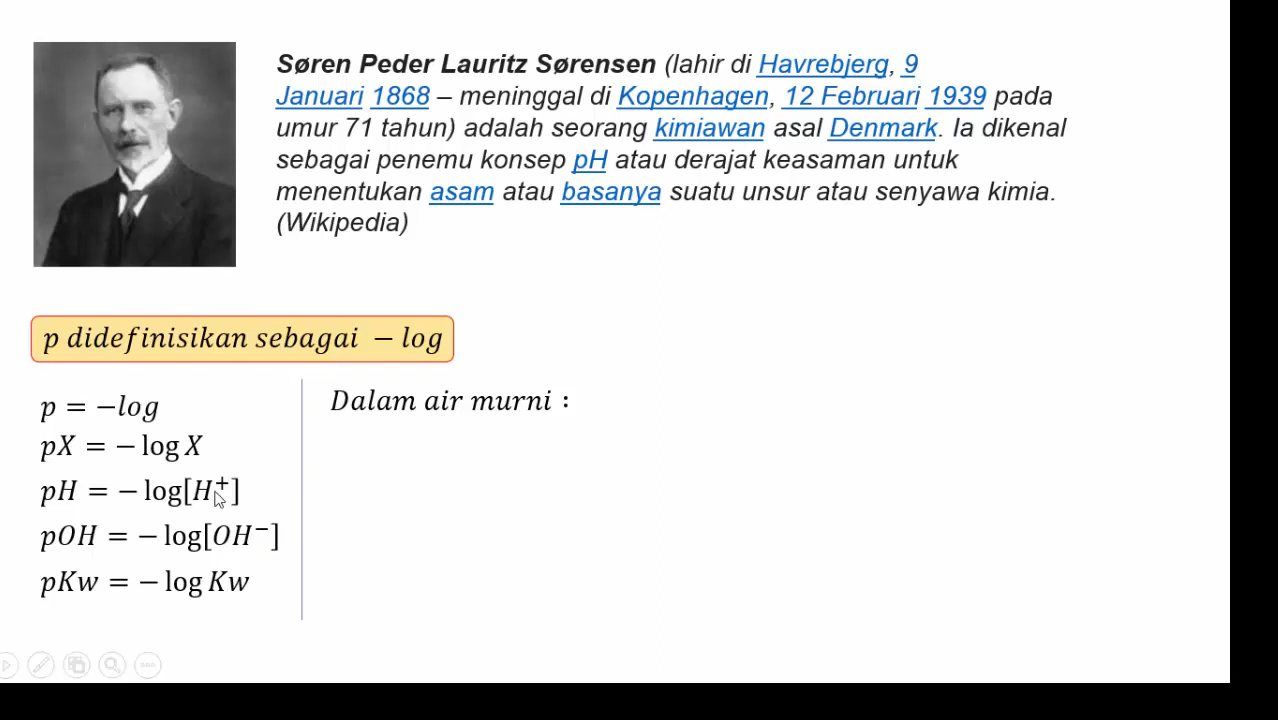 Søren Peder Lauritz Sørensen (lahir di Havrebjerg, 9
Januari 1868 – meninggal di Kopenhagen, 12 Februari 1939 pada
umur 71 tahun) adalah seorang kimiawan asal Denmark. Ia dikenal
sebagai penemu konsep pH atau derajat keasaman untuk
menentukan asam atau basanya suatu unsur atau senyawa kimia.
(Wikipedia)
p didefinisikan sebagai − log
p = −log
pX = − log X
pH = − log[H⁺]
pOH = − log[OH⁻]
pKw = − log Kw
Dalam air murni :